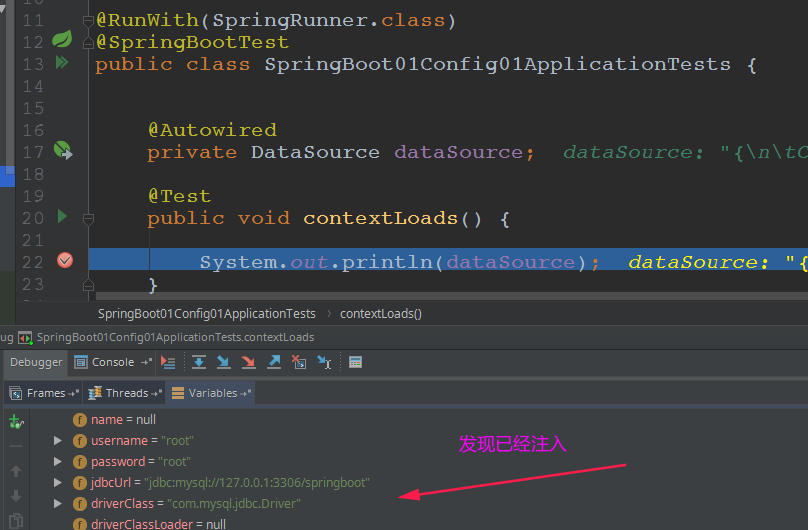 11 @RunWith(SpringRunner.class)
12 @SpringBootTest
13 public class SpringBoot01Config01ApplicationTests {
14
15
16 @Autowired
17 private DataSource dataSource; dataSource: "{\n\tC
18
19 @Test
20 public void contextLoads() {
21
22 System.out.println(dataSource); dataSource: "{
23 }
SpringBoot01Config01ApplicationTests › contextLoads()
ug SpringBoot01Config01ApplicationTests.contextLoads
Debugger Console
Frames Threads Variables
f name = null
f username = "root"
发现已经注入
f password = "root"
f jdbcUrl = "jdbc:mysql://127.0.0.1:3306/springboot"
f driverClass = "com.mysql.jdbc.Driver"
f driverClassLoader = null